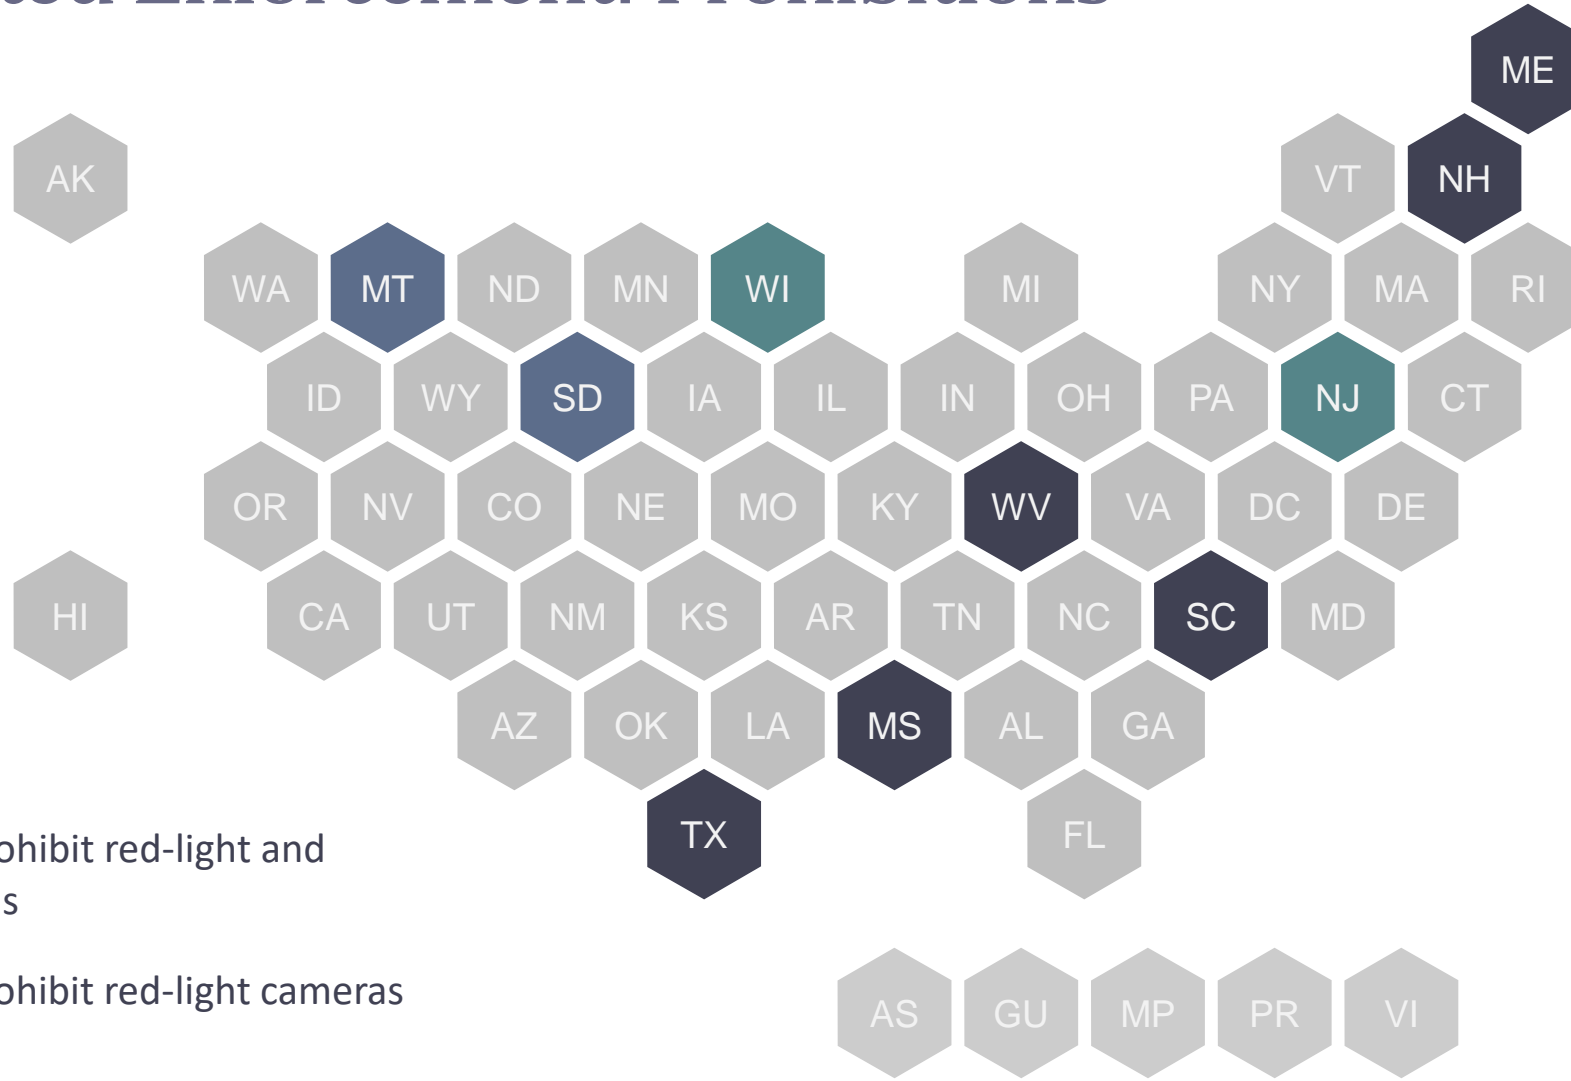 ted Enforcement: Prohibitions
ME
AK VT NH
WA MT ND MN WI MI NY MA RI
ID WY SD IA IL IN OH PA NJ CT
OR NV CO NE MO KY WV VA DC DE
HI CA UT NM KS AR TN NC SC MD
AZ OK LA MS AL GA
TX FL
ohibit red-light and
s
ohibit red-light cameras
AS GU MP PR VI